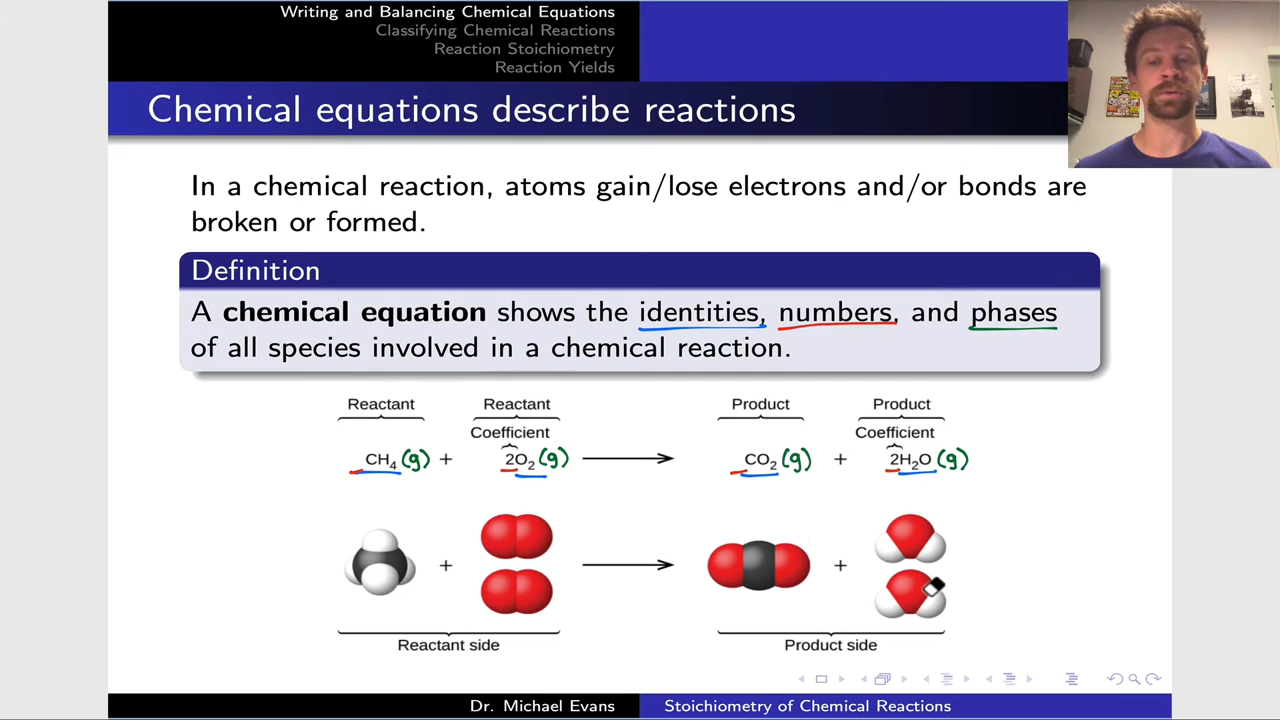 Writing and Balancing Chemical Equations
Classifying Chemical Reactions
Reaction Stoichiometry
Reaction Yields
Chemical equations describe reactions
In a chemical reaction, atoms gain/lose electrons and/or bonds are
broken or formed.
Definition
A chemical equation shows the identities, numbers, and phases
of all species involved in a chemical reaction.
Reactant Reactant Product Product
Coefficient Coefficient
CH₄(g) + 2O₂(g) ⟶ CO₂(g) + 2H₂O(g)
+ ⟶ +
Reactant side Product side
Dr. Michael Evans Stoichiometry of Chemical Reactions